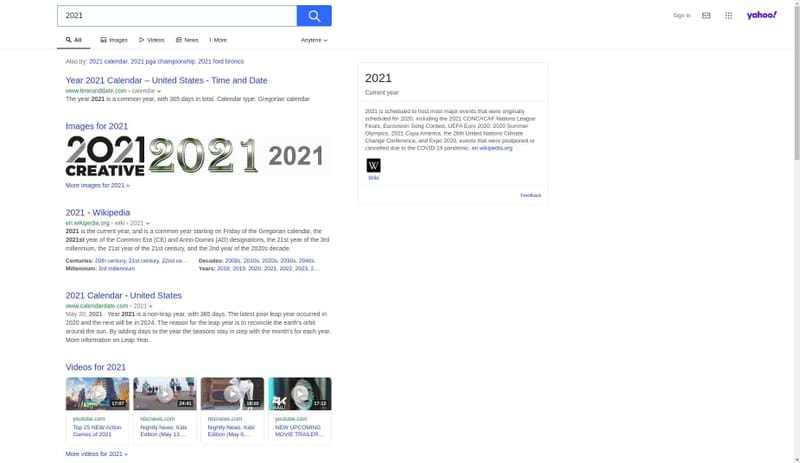 2021
Sign in
yahoo!
All
Images
Videos
News
More
Anytime
Also try: 2021 calendar, 2021 pga championship, 2021 ford bronco
Year 2021 Calendar – United States - Time and Date
www.timeanddate.com › calendar
The year 2021 is a common year, with 365 days in total. Calendar type: Gregorian calendar
Images for 2021
2021
CREATIVE
2021
2021
More images for 2021 »
2021 - Wikipedia
en.wikipedia.org › wiki › 2021
2021 is the current year, and is a common year starting on Friday of the Gregorian calendar, the
2021st year of the Common Era (CE) and Anno Domini (AD) designations, the 21st year of the 3rd
millennium, the 21st year of the 21st century, and the 2nd year of the 2020s decade.
Centuries: 20th century, 21st century, 22nd ce...
Decades: 2000s, 2010s, 2020s, 2030s, 2040s.
Millennium: 3rd millennium
Years: 2018, 2019, 2020, 2021, 2022, 2023, 2...
2021 Calendar - United States
www.calendardate.com › 2021
May 20, 2021 · Year 2021 is a non-leap year, with 365 days. The latest prior leap year occurred in
2020 and the next will be in 2024. The reason for the leap year is to reconcile the earth's orbit
around the sun. By adding days to the year the seasons stay in step with the month's for each year.
More information on Leap Year.
Videos for 2021
17:07
24:41
18:58
17:12
youtube.com
Top 25 NEW Action
Games of 2021
nbcnews.com
Nightly News: Kids
Edition (May 13,...
nbcnews.com
Nightly News: Kids
Edition (May 6,...
youtube.com
NEW UPCOMING
MOVIE TRAILER...
More videos for 2021 »
2021
Current year
2021 is scheduled to host most major events that were originally
scheduled for 2020, including the 2021 CONCACAF Nations League
Finals, Eurovision Song Contest, UEFA Euro 2020, 2020 Summer
Olympics, 2021 Copa América, the 26th United Nations Climate
Change Conference, and Expo 2020, events that were postponed or
cancelled due to the COVID-19 pandemic. en.wikipedia.org
W
Wiki
Feedback